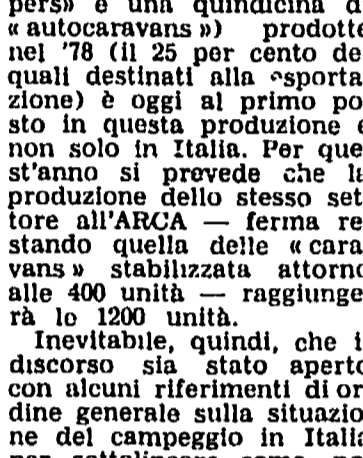 pers» e una quindicina d
« autocaravans ») prodott
nel '78 (il 25 per cento de
quali destinati alla esporta
zione) è oggi al primo po
sto in questa produzione e
non solo in Italia. Per que
st'anno si prevede che la
produzione dello stesso set
tore all'ARCA — ferma re
stando quella delle « cara
vans » stabilizzata attorno
alle 400 unità — raggiunge
rà le 1200 unità.
Inevitabile, quindi, che i
discorso sia stato aperto
con alcuni riferimenti di or
dine generale sulla situazio
ne del campeggio in Italia